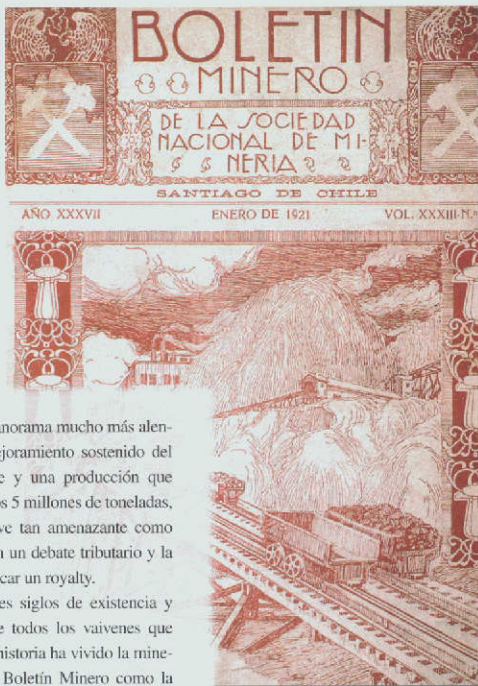 BOLETIN
MINERO
DE LA SOCIEDAD
NACIONAL DE MI-
NERIA
SANTIAGO DE CHILE
AÑO XXXVII ENERO DE 1921 VOL. XXXIII-N.º
norama mucho más alen-
joramiento sostenido del
e y una producción que
os 5 millones de toneladas,
ve tan amenazante como
n un debate tributario y la
car un royalty.
es siglos de existencia y
e todos los vaivenes que
historia ha vivido la mine-
Boletín Minero como la